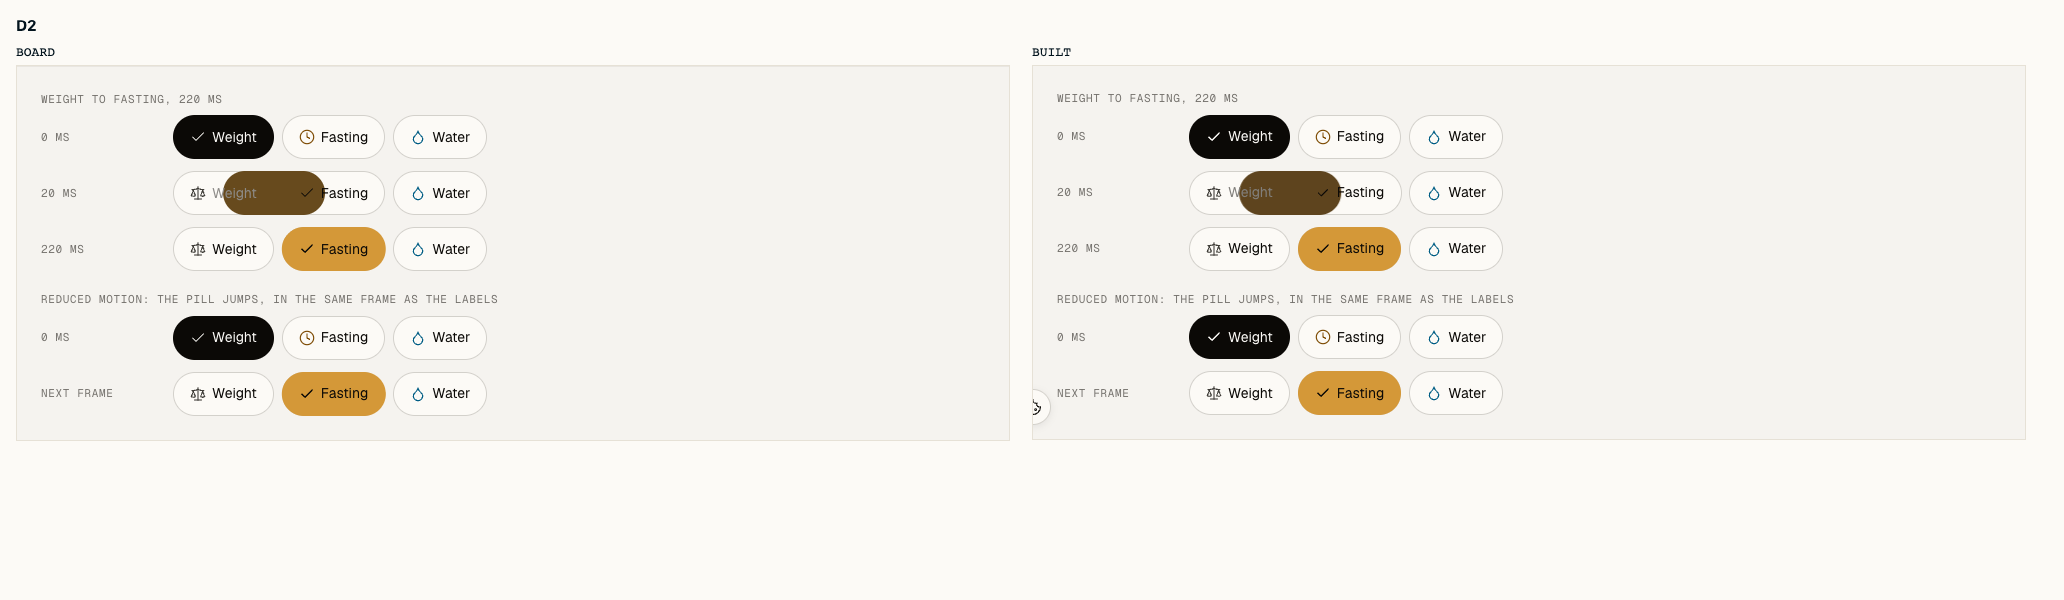 D2
BOARD
WEIGHT TO FASTING, 220 MS
0 MS Weight Fasting Water
20 MS Weight Fasting Water
220 MS Weight Fasting Water
REDUCED MOTION: THE PILL JUMPS, IN THE SAME FRAME AS THE LABELS
0 MS Weight Fasting Water
NEXT FRAME Weight Fasting Water
BUILT
WEIGHT TO FASTING, 220 MS
0 MS Weight Fasting Water
20 MS Weight Fasting Water
220 MS Weight Fasting Water
REDUCED MOTION: THE PILL JUMPS, IN THE SAME FRAME AS THE LABELS
0 MS Weight Fasting Water
NEXT FRAME Weight Fasting Water